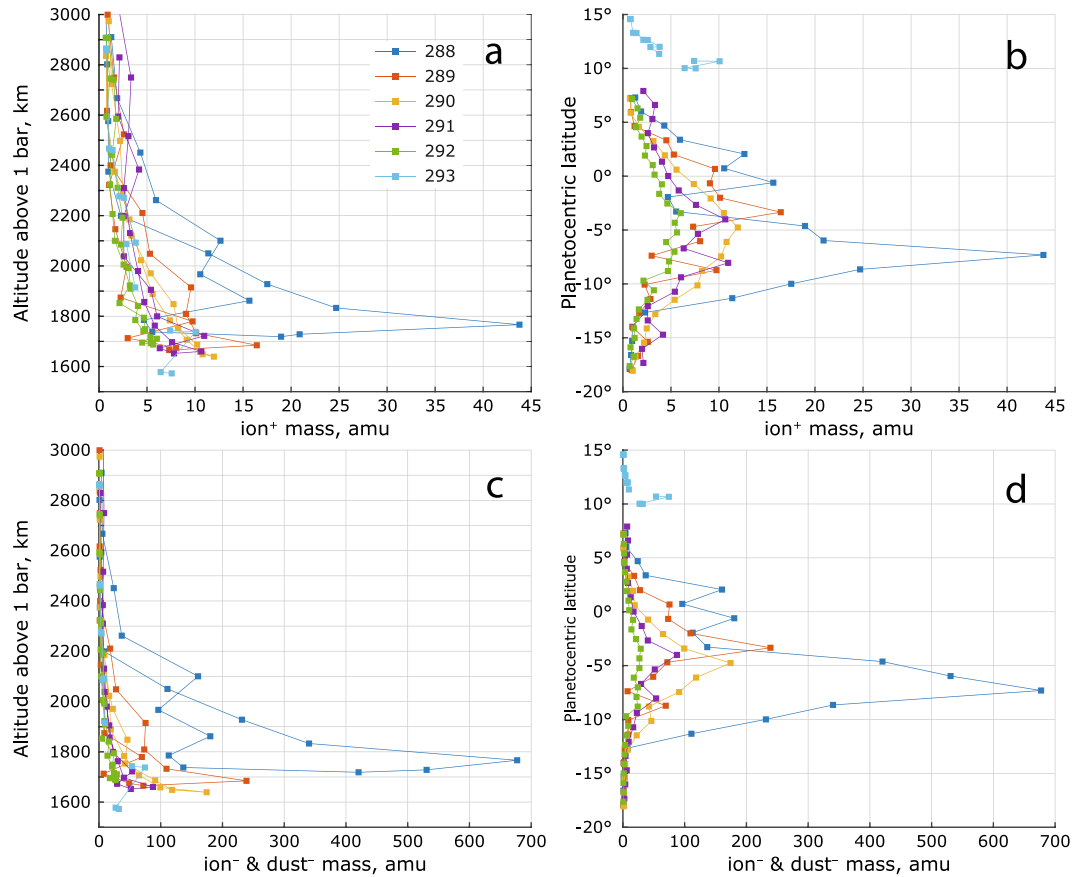 a
3000
2800
2600
2400
2200
2000
1800
1600
Altitude above 1 bar, km
288
289
290
291
292
293
0 5 10 15 20 25 30 35 40 45
ion⁺ mass, amu
b
15°
10°
5°
0°
-5°
-10°
-15°
-20°
Planetocentric latitude
0 5 10 15 20 25 30 35 40 45
ion⁺ mass, amu
c
3000
2800
2600
2400
2200
2000
1800
1600
Altitude above 1 bar, km
0 100 200 300 400 500 600 700
ion⁻ & dust⁻ mass, amu
d
15°
10°
5°
0°
-5°
-10°
-15°
-20°
Planetocentric latitude
0 100 200 300 400 500 600 700
ion⁻ & dust⁻ mass, amu